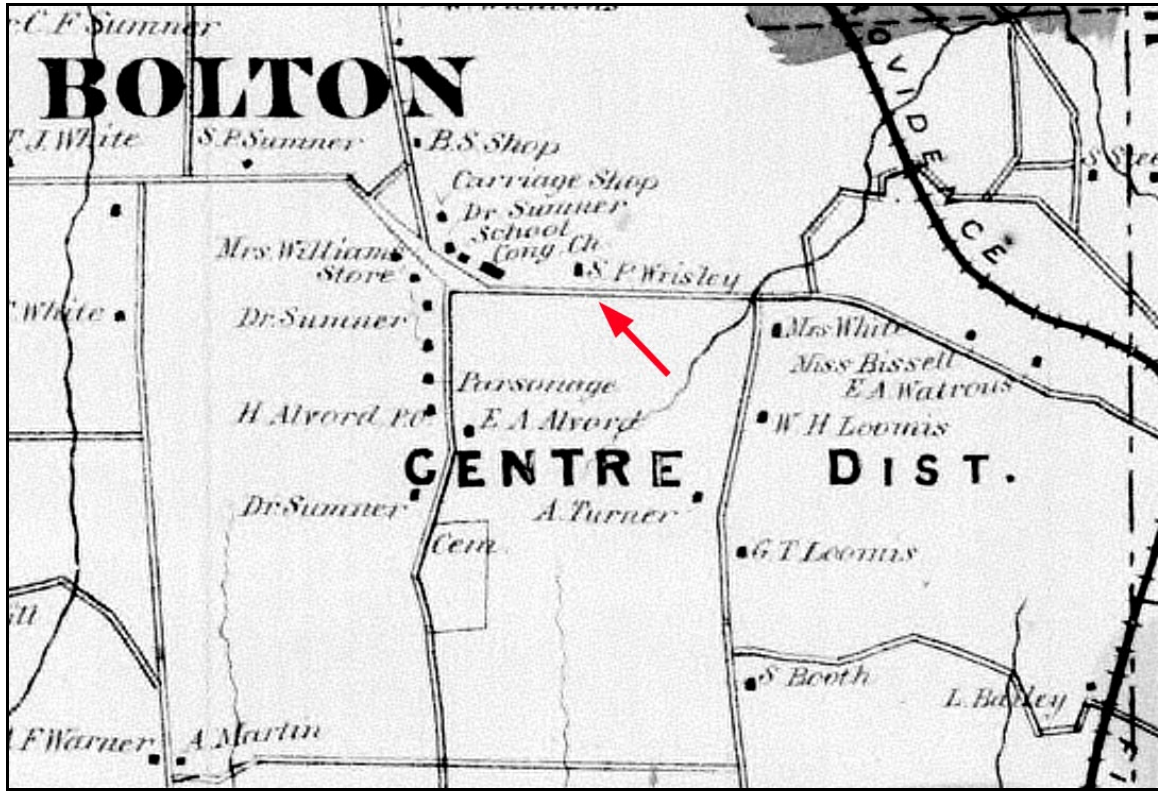 C. F Sumner
BOLTON
T. J. White
S. P. Sumner
B. S. Shop
Carriage Shop
Dr Sumner
School
Cong Ch.
Mrs. Williams
Store
S. P. Wrisley
OVIDENCE
White
Dr. Sumner
Mrs White
Miss Bissell
E A Watrous
Parsonage
H Alvord P.O.
E A Alvord
W H Loomis
CENTRE DIST.
Dr. Sumner
A. Turner
Cem.
G. T. Loomis
S Booth
L. Bailey
F Warner
A Martin